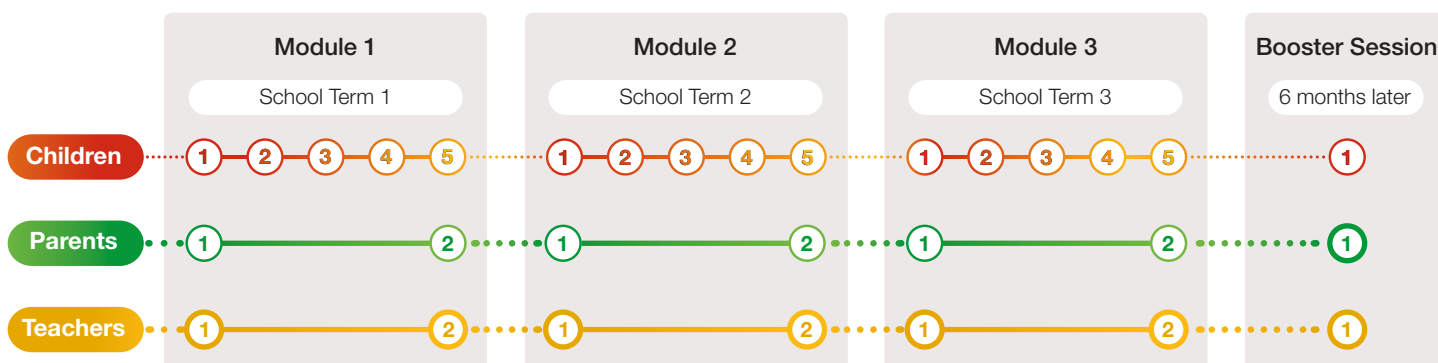 Module 1 Module 2 Module 3 Booster Session
School Term 1 School Term 2 School Term 3 6 months later
Children 1 2 3 4 5 1 2 3 4 5 1 2 3 4 5 1
Parents 1 2 1 2 1 2 1
Teachers 1 2 1 2 1 2 1